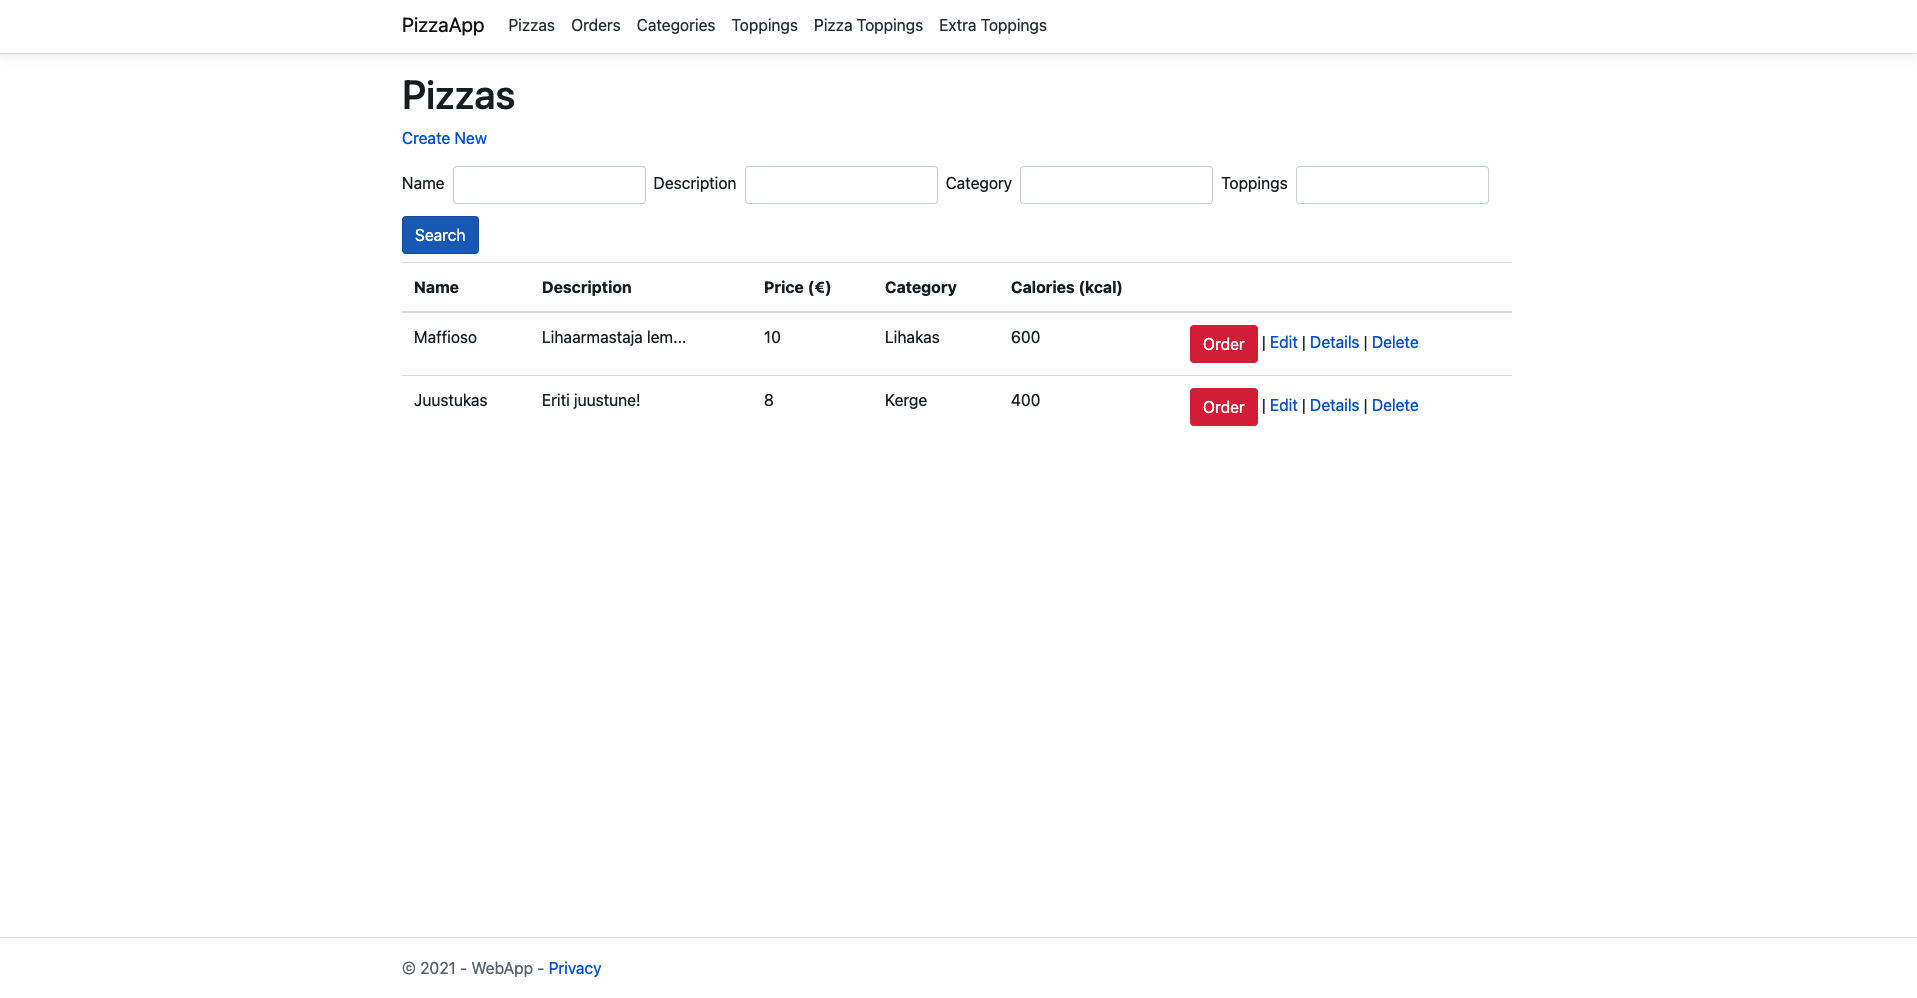 PizzaApp Pizzas Orders Categories Toppings Pizza Toppings Extra Toppings
Pizzas
Create New
Name Description Category Toppings
Search
Name Description Price (€) Category Calories (kcal)
Maffioso Lihaarmastaja lem... 10 Lihakas 600 Order | Edit | Details | Delete
Juustukas Eriti juustune! 8 Kerge 400 Order | Edit | Details | Delete
© 2021 - WebApp - Privacy